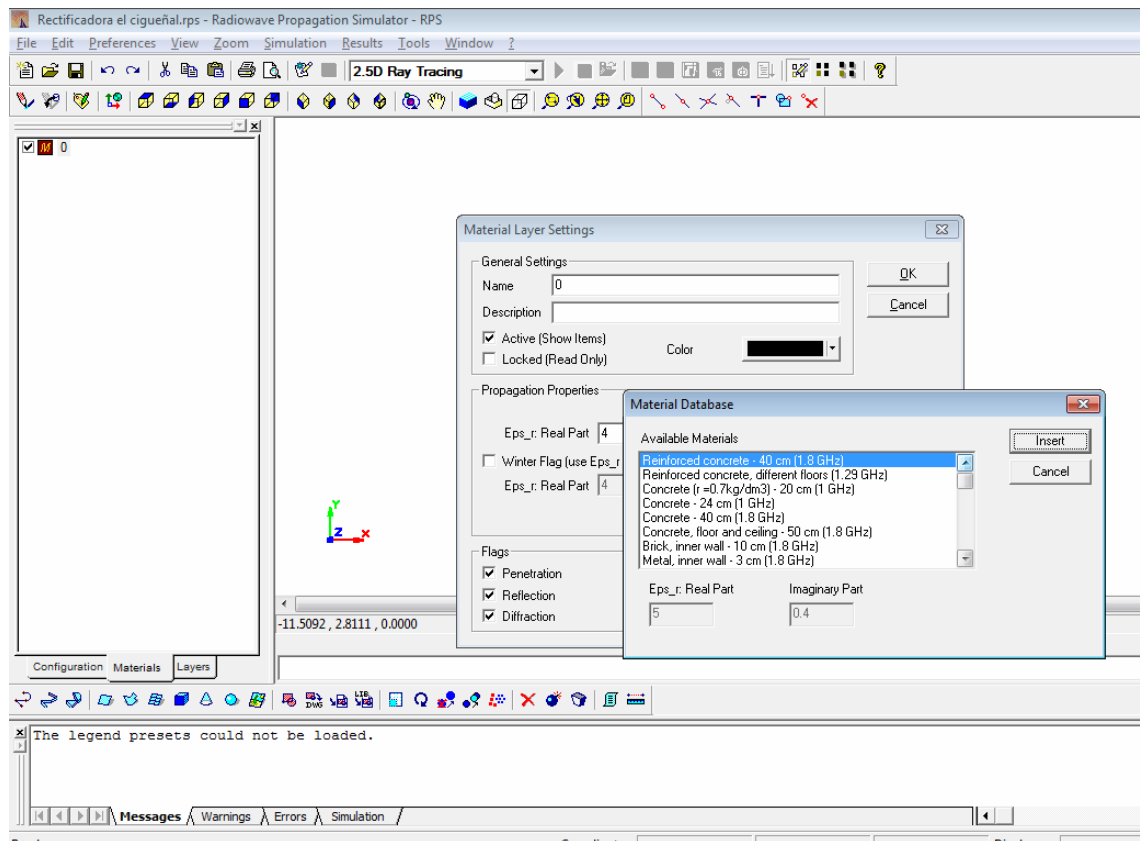 Rectificadora el cigueñal.rps - Radiowave Propagation Simulator - RPS
File Edit Preferences View Zoom Simulation Results Tools Window ?
2.5D Ray Tracing
M 0
Material Layer Settings
General Settings
Name 0
Description
Active (Show Items)
Locked (Read Only)
Color
OK
Cancel
Propagation Properties
Eps_r: Real Part 4
Winter Flag (use Eps_r
Eps_r: Real Part 4
Flags
Penetration
Reflection
Diffraction
Material Database
Available Materials
Reinforced concrete - 40 cm (1.8 GHz)
Reinforced concrete, different floors (1.29 GHz)
Concrete (r =0.7kg/dm3) - 20 cm (1 GHz)
Concrete - 24 cm (1 GHz)
Concrete - 40 cm (1.8 GHz)
Concrete, floor and ceiling - 50 cm (1.8 GHz)
Brick, inner wall - 10 cm (1.8 GHz)
Metal, inner wall - 3 cm (1.8 GHz)
Insert
Cancel
Eps_r: Real Part Imaginary Part
5 0.4
Y
Z X
-11.5092 , 2.8111 , 0.0000
Configuration Materials Layers
DWG LIB
The legend presets could not be loaded.
Messages Warnings Errors Simulation